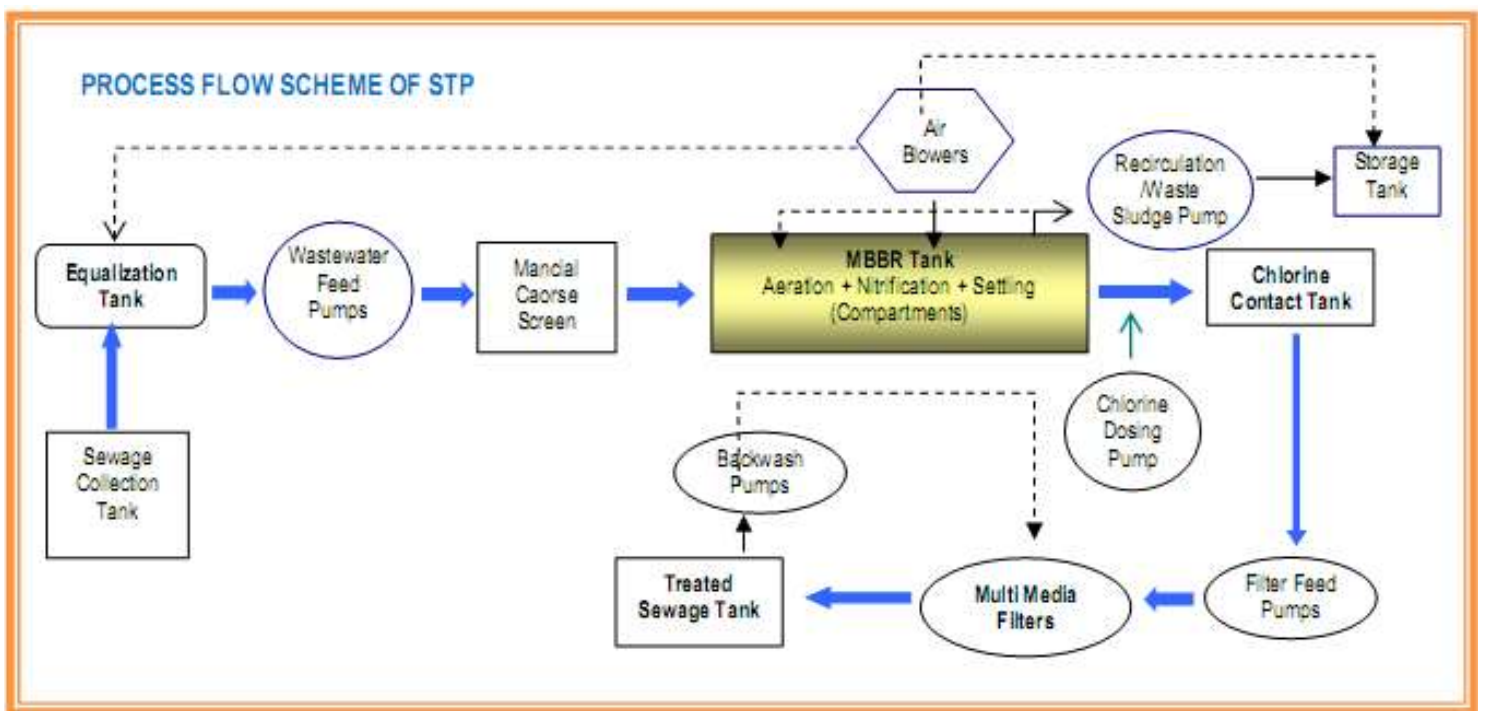 PROCESS FLOW SCHEME OF STP
Air
Blowers
Recirculation
/Waste
Sludge Pump
Storage
Tank
Equalization
Tank
Wastewater
Feed
Pumps
Mancial
Caorse
Screen
MBBR Tank
Aeration + Nitrification + Settling
(Compartments)
Chlorine
Contact Tank
Sewage
Collection
Tank
Backwash
Pumps
Chlorine
Dosing
Pump
Treated
Sewage Tank
Multi Media
Filters
Filter Feed
Pumps